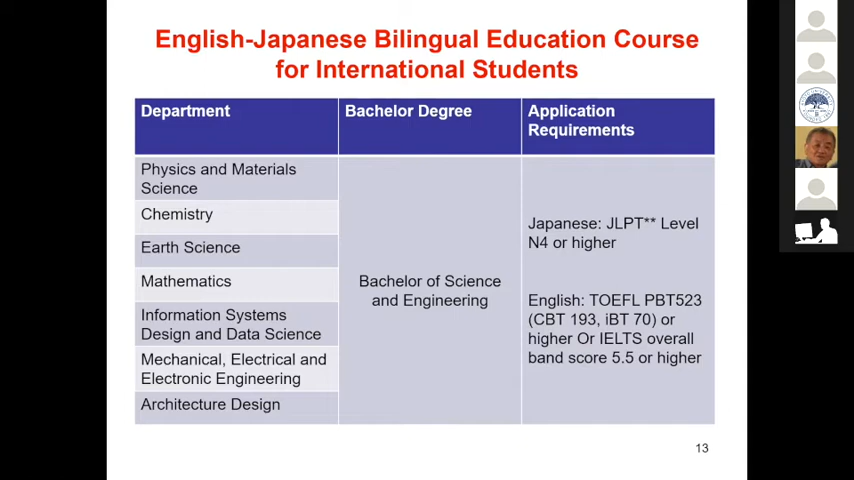 English-Japanese Bilingual Education Course
for International Students
Department
Bachelor Degree
Application
Requirements
Physics and Materials
Science
Chemistry
Earth Science
Mathematics
Information Systems
Design and Data Science
Mechanical, Electrical and
Electronic Engineering
Architecture Design
Bachelor of Science
and Engineering
Japanese: JLPT** Level
N4 or higher
English: TOEFL PBT523
(CBT 193, iBT 70) or
higher Or IELTS overall
band score 5.5 or higher
13